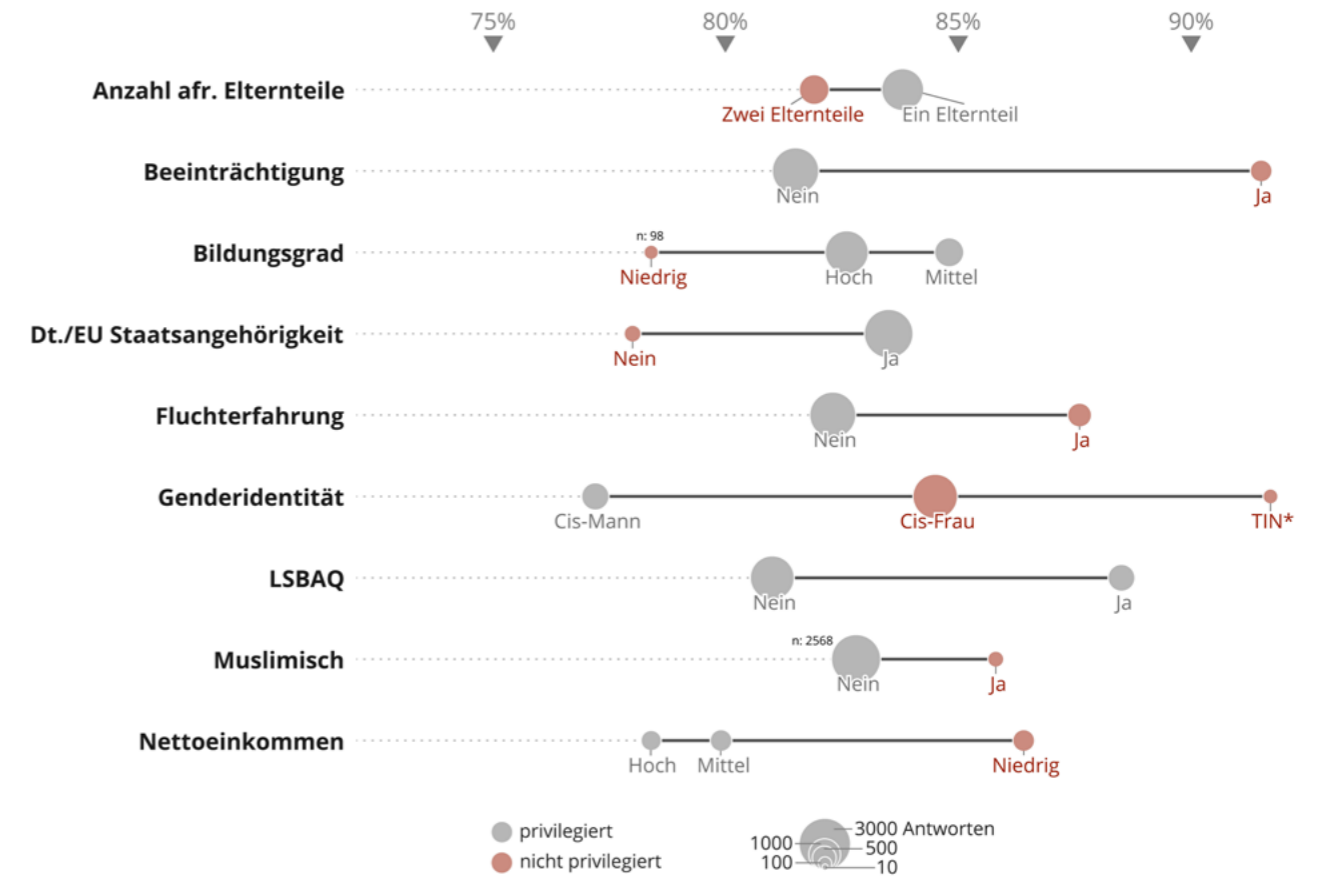 75% 80% 85% 90%
Anzahl afr. Elternteile
Zwei Elternteile Ein Elternteil
Beeinträchtigung
Nein Ja
n: 98
Bildungsgrad
Niedrig Hoch Mittel
Dt./EU Staatsangehörigkeit
Nein Ja
Fluchterfahrung
Nein Ja
Genderidentität
Cis-Mann Cis-Frau TIN*
LSBAQ
Nein Ja
n: 2568
Muslimisch
Nein Ja
Nettoeinkommen
Hoch Mittel Niedrig
privilegiert
nicht privilegiert
3000 Antworten
1000 500
100 10